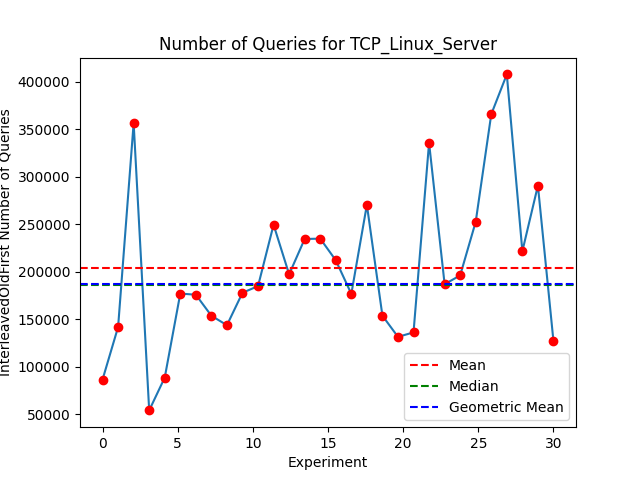 Number of Queries for TCP_Linux_Server
InterleavedOldFirst Number of Queries
400000
350000
300000
250000
200000
150000
100000
50000
0
5
10
15
20
25
30
Experiment
Mean
Median
Geometric Mean